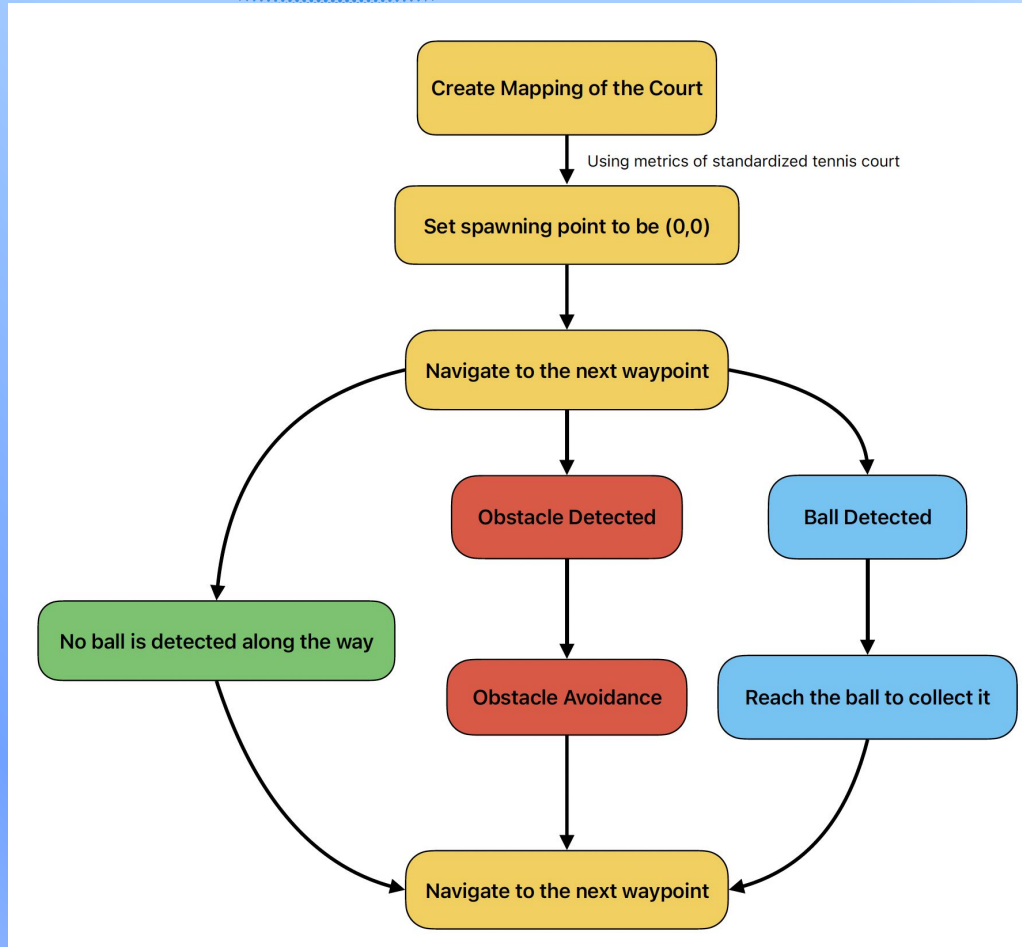 Create Mapping of the Court
Using metrics of standardized tennis court
Set spawning point to be (0,0)
Navigate to the next waypoint
Obstacle Detected
Ball Detected
No ball is detected along the way
Obstacle Avoidance
Reach the ball to collect it
Navigate to the next waypoint